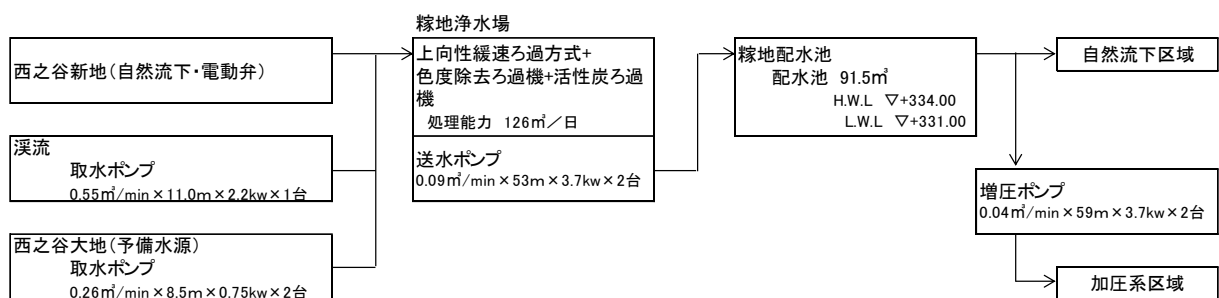 糘地浄水場
西之谷新地(自然流下・電動弁)
渓流
取水ポンプ
0.55㎥/min×11.0m×2.2kw×1台
西之谷大地(予備水源)
取水ポンプ
0.26㎥/min×8.5m×0.75kw×2台
上向性緩速ろ過方式+
色度除去ろ過機+活性炭ろ過
機
処理能力 126㎥/日
送水ポンプ
0.09㎥/min×53m×3.7kw×2台
糘地配水池
配水池 91.5㎥
H.W.L ▽+334.00
L.W.L ▽+331.00
自然流下区域
増圧ポンプ
0.04㎥/min×59m×3.7kw×2台
加圧系区域